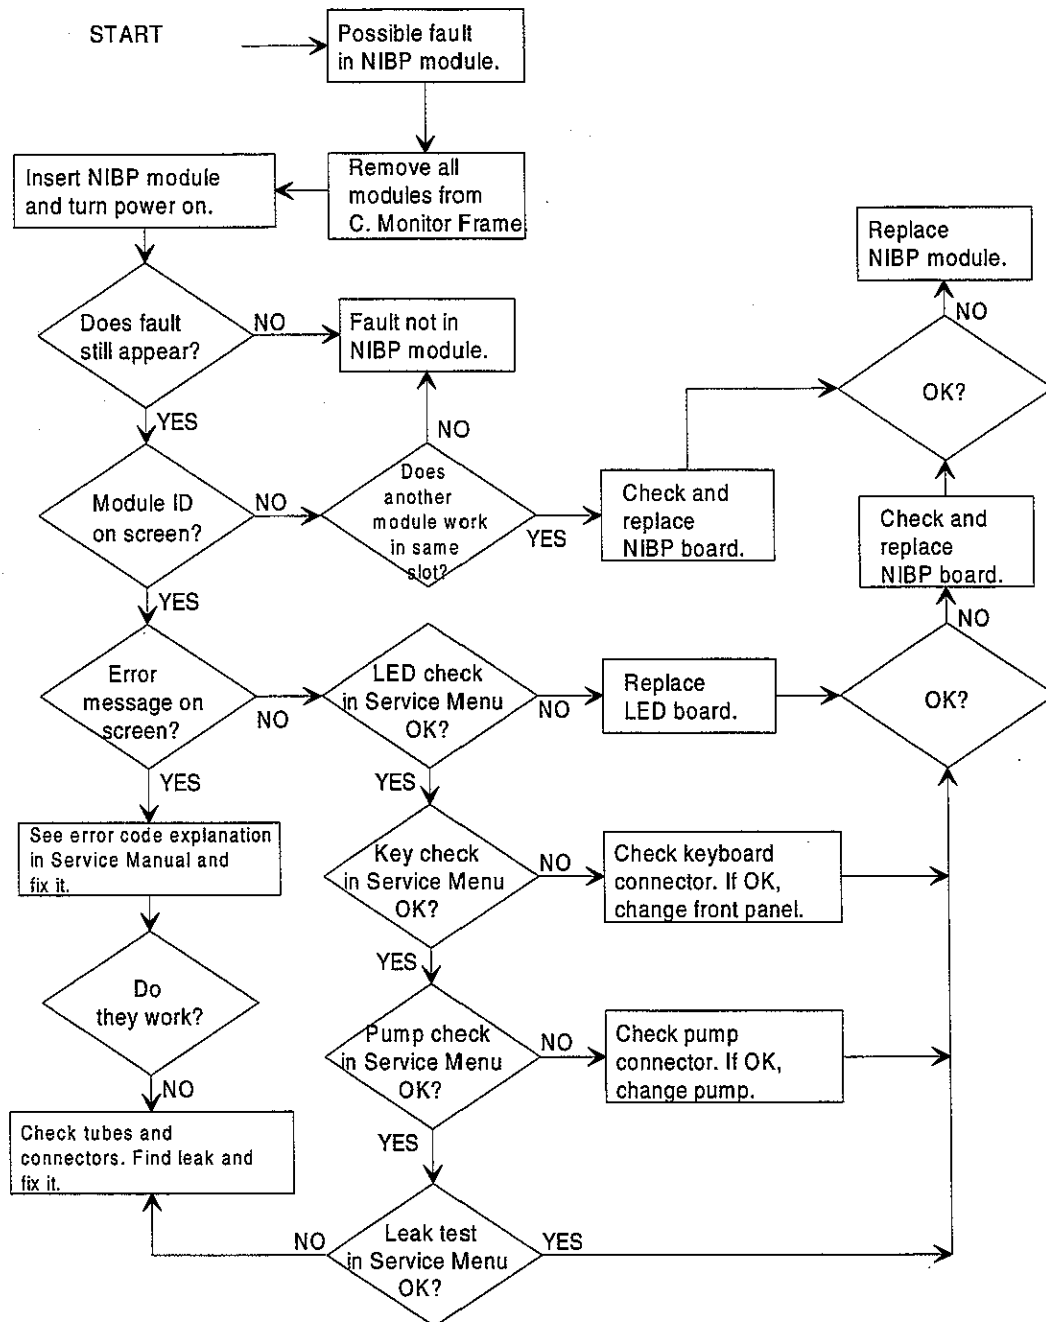 START
Possible fault
in NIBP module.
Remove all
modules from
C. Monitor Frame
Insert NIBP module
and turn power on.
Does fault
still appear?
NO
Fault not in
NIBP module.
YES
Module ID
on screen?
NO
Does
another
module work
in same
slot?
NO
YES
Check and
replace
NIBP board.
OK?
NO
Replace
NIBP module.
YES
Error
message on
screen?
NO
LED check
in Service Menu
OK?
NO
Replace
LED board.
OK?
NO
Check and
replace
NIBP board.
YES
See error code explanation
in Service Manual and
fix it.
Do
they work?
NO
Check tubes and
connectors. Find leak and
fix it.
YES
Key check
in Service Menu
OK?
NO
Check keyboard
connector. If OK,
change front panel.
YES
Pump check
in Service Menu
OK?
NO
Check pump
connector. If OK,
change pump.
YES
Leak test
in Service Menu
OK?
NO
YES